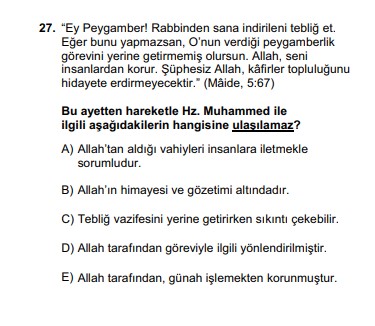 27. “Ey Peygamber! Rabbinden sana indirileni tebliğ et.
Eğer bunu yapmazsan, O’nun verdiği peygamberlik
görevini yerine getirmemiş olursun. Allah, seni
insanlardan korur. Şüphesiz Allah, kâfirler topluluğunu
hidayete erdirmeyecektir.” (Mâide, 5:67)
Bu ayetten hareketle Hz. Muhammed ile
ilgili aşağıdakilerin hangisine ulaşılamaz?
A) Allah’tan aldığı vahiyleri insanlara iletmekle
sorumludur.
B) Allah’ın himayesi ve gözetimi altındadır.
C) Tebliğ vazifesini yerine getirirken sıkıntı çekebilir.
D) Allah tarafından göreviyle ilgili yönlendirilmiştir.
E) Allah tarafından, günah işlemekten korunmuştur.